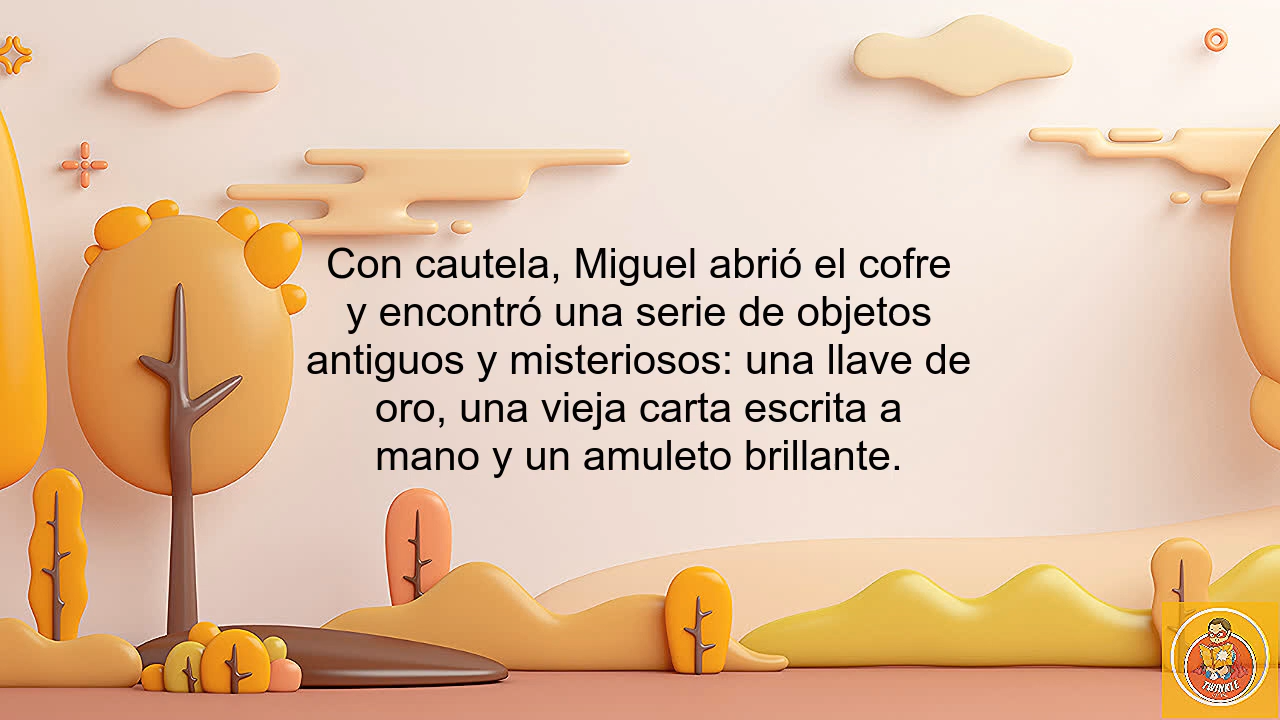 Con cautela, Miguel abrió el cofre
y encontró una serie de objetos
antiguos y misteriosos: una llave de
oro, una vieja carta escrita a
mano y un amuleto brillante.
TWINKLE